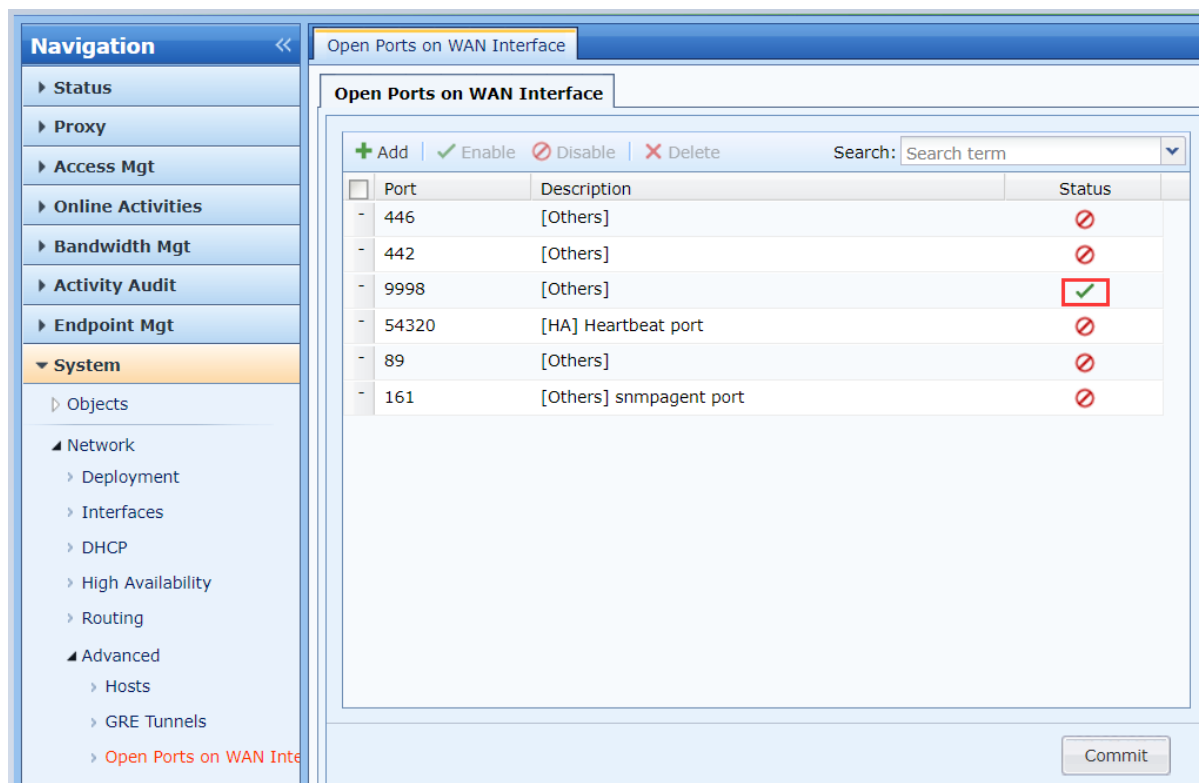 Navigation
Status
Proxy
Access Mgt
Online Activities
Bandwidth Mgt
Activity Audit
Endpoint Mgt
System
Objects
Network
Deployment
Interfaces
DHCP
High Availability
Routing
Advanced
Hosts
GRE Tunnels
Open Ports on WAN Inte
Open Ports on WAN Interface
Open Ports on WAN Interface
Add Enable Disable Delete Search: Search term
Port Description Status
- 446 [Others]
- 442 [Others]
- 9998 [Others]
- 54320 [HA] Heartbeat port
- 89 [Others]
- 161 [Others] snmpagent port
Commit